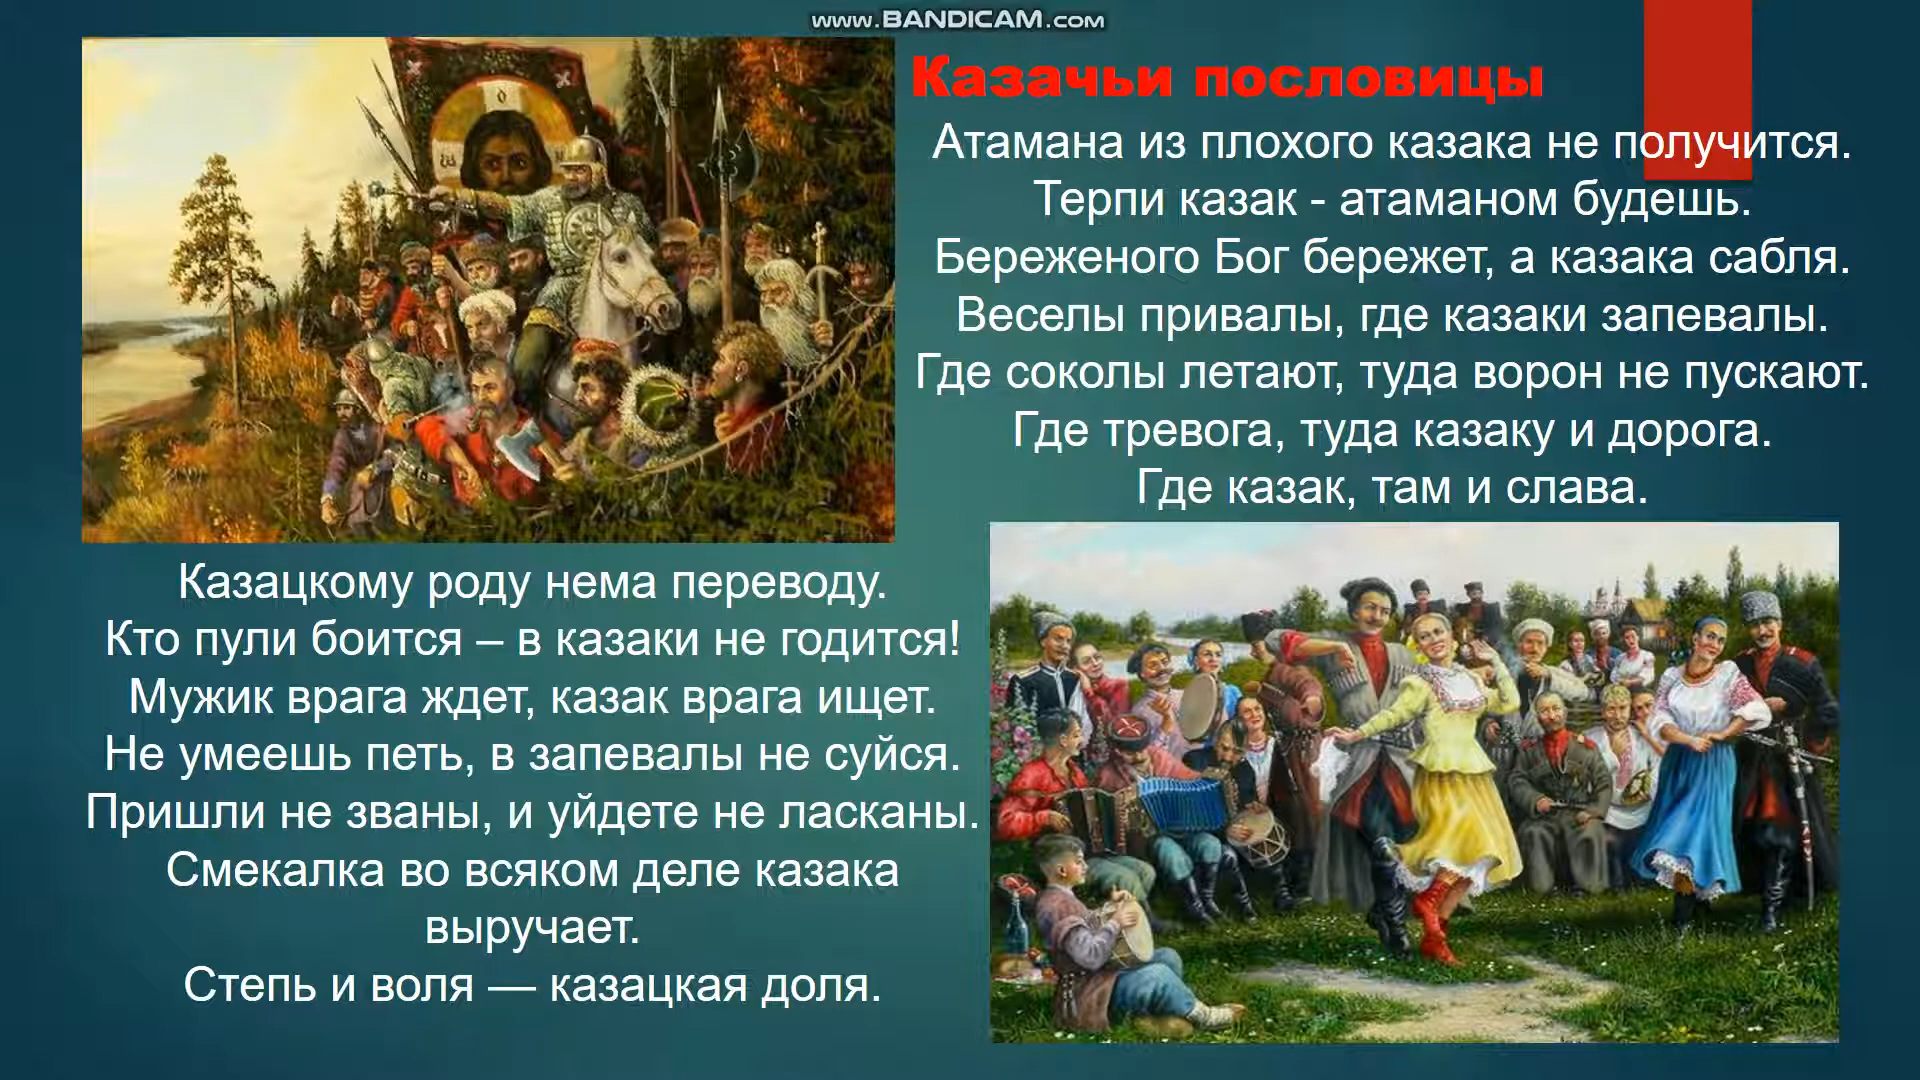 www.BANDICAM.com
Казачьи пословицы
Атамана из плохого казака не получится.
Терпи казак - атаманом будешь.
Береженого Бог бережет, а казака сабля.
Веселы привалы, где казаки запевалы.
Где соколы летают, туда ворон не пускают.
Где тревога, туда казаку и дорога.
Где казак, там и слава.
Казацкому роду нема переводу.
Кто пули боится – в казаки не годится!
Мужик врага ждет, казак врага ищет.
Не умеешь петь, в запевалы не суйся.
Пришли не званы, и уйдете не ласканы.
Смекалка во всяком деле казака
выручает.
Степь и воля — казацкая доля.